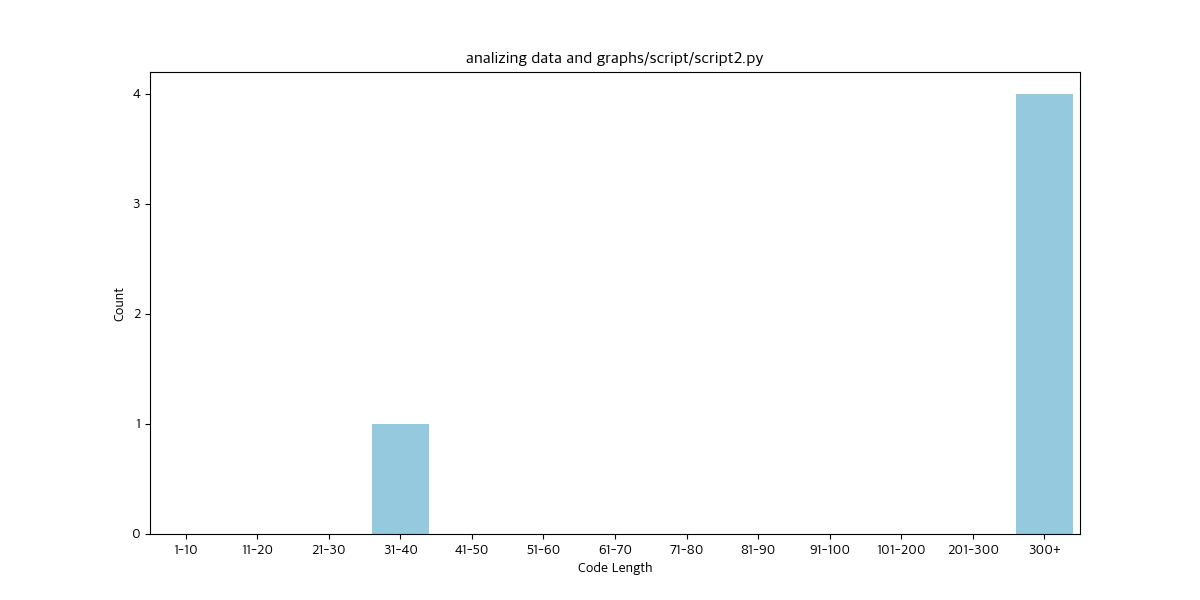 analizing data and graphs/script/script2.py
4
3
2
1
0
Count
1-10 11-20 21-30 31-40 41-50 51-60 61-70 71-80 81-90 91-100 101-200 201-300 300+
Code Length